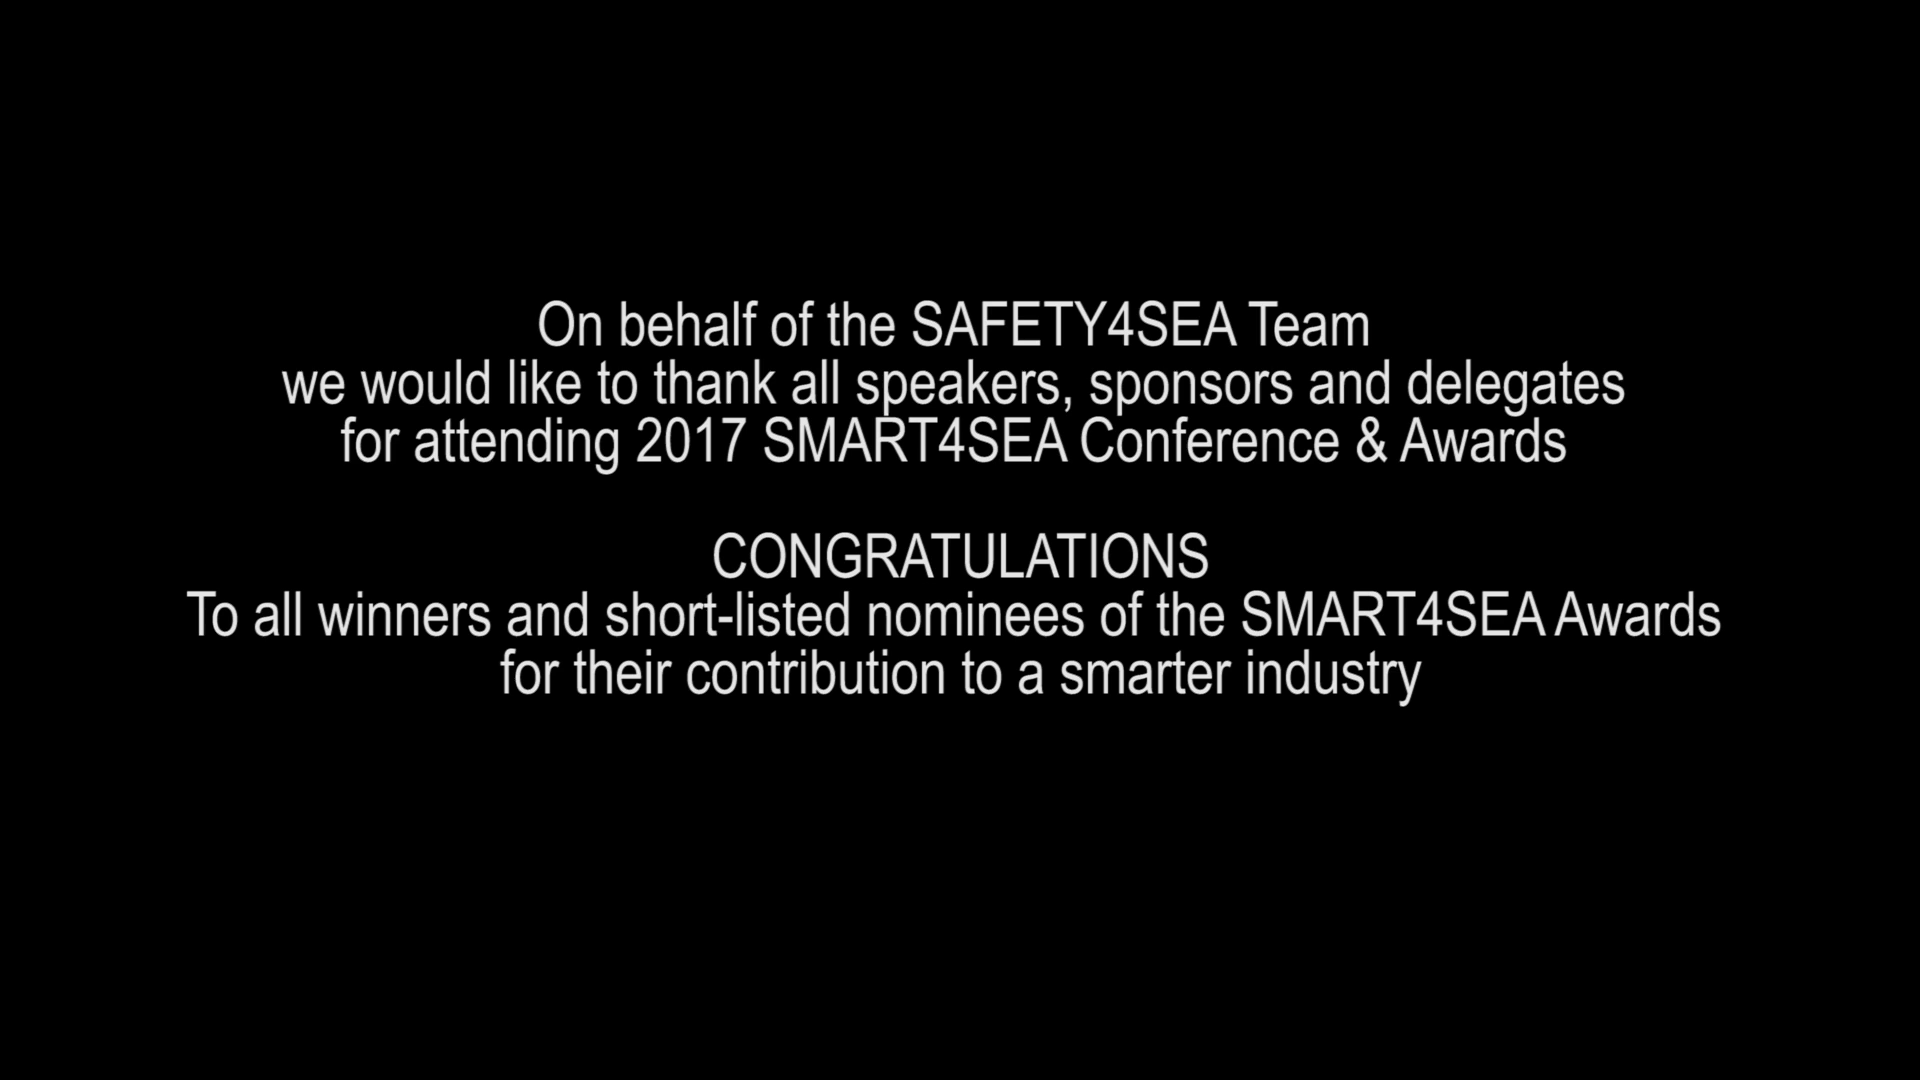 On behalf of the SAFETY4SEA Team
we would like to thank all speakers, sponsors and delegates
for attending 2017 SMART4SEA Conference & Awards
CONGRATULATIONS
To all winners and short-listed nominees of the SMART4SEA Awards
for their contribution to a smarter industry